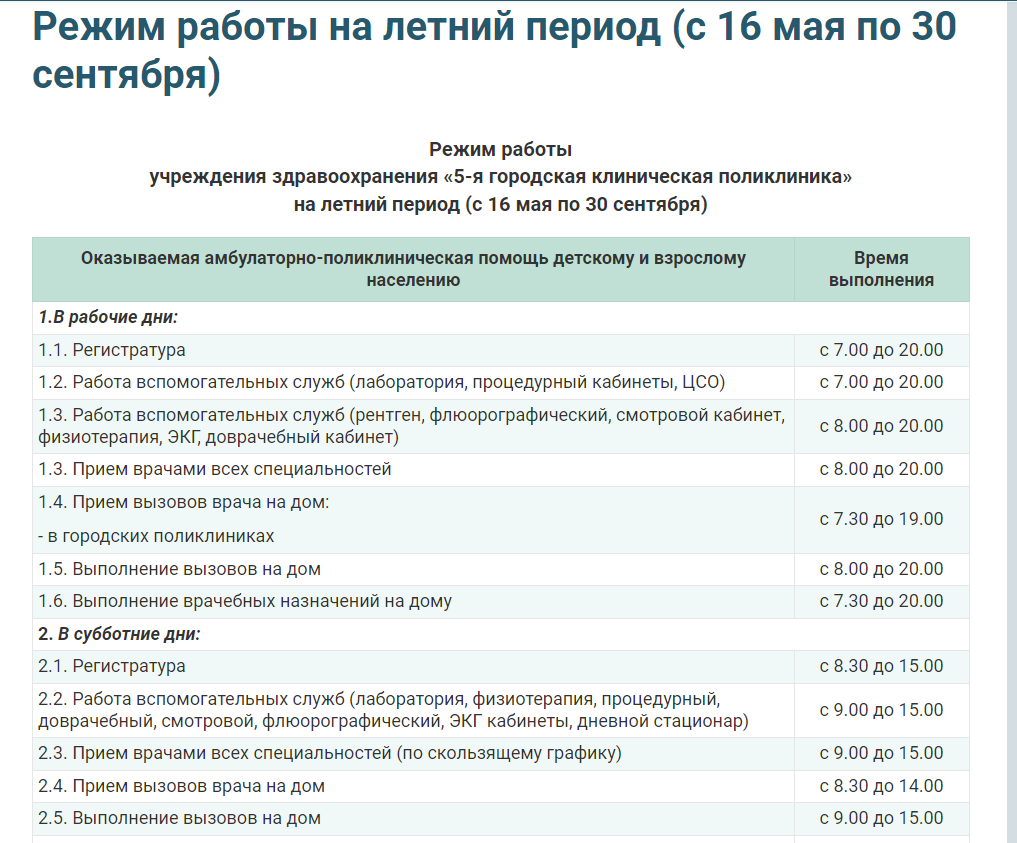 Режим работы на летний период (с 16 мая по 30
сентября)
Режим работы
учреждения здравоохранения «5-я городская клиническая поликлиника»
на летний период (с 16 мая по 30 сентября)
Оказываемая амбулаторно-поликлиническая помощь детскому и взрослому
населению
Время
выполнения
1.В рабочие дни:
1.1. Регистратура
с 7.00 до 20.00
1.2. Работа вспомогательных служб (лаборатория, процедурный кабинеты, ЦСО)
с 7.00 до 20.00
1.3. Работа вспомогательных служб (рентген, флюорографический, смотровой кабинет,
физиотерапия, ЭКГ, доврачебный кабинет)
с 8.00 до 20.00
1.3. Прием врачами всех специальностей
с 8.00 до 20.00
1.4. Прием вызовов врача на дом:
- в городских поликлиниках
с 7.30 до 19.00
1.5. Выполнение вызовов на дом
с 8.00 до 20.00
1.6. Выполнение врачебных назначений на дому
с 7.30 до 20.00
2. В субботние дни:
2.1. Регистратура
с 8.30 до 15.00
2.2. Работа вспомогательных служб (лаборатория, физиотерапия, процедурный,
доврачебный, смотровой, флюорографический, ЭКГ кабинеты, дневной стационар)
с 9.00 до 15.00
2.3. Прием врачами всех специальностей (по скользящему графику)
с 9.00 до 15.00
2.4. Прием вызовов врача на дом
с 8.30 до 14.00
2.5. Выполнение вызовов на дом
с 9.00 до 15.00